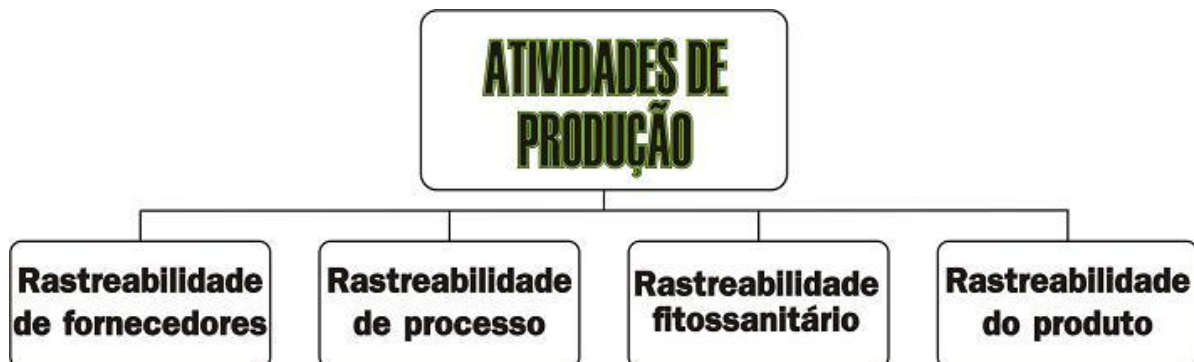 ATIVIDADES DE
PRODUÇÃO
Rastreabilidade
de fornecedores
Rastreabilidade
de processo
Rastreabilidade
fitossanitário
Rastreabilidade
do produto